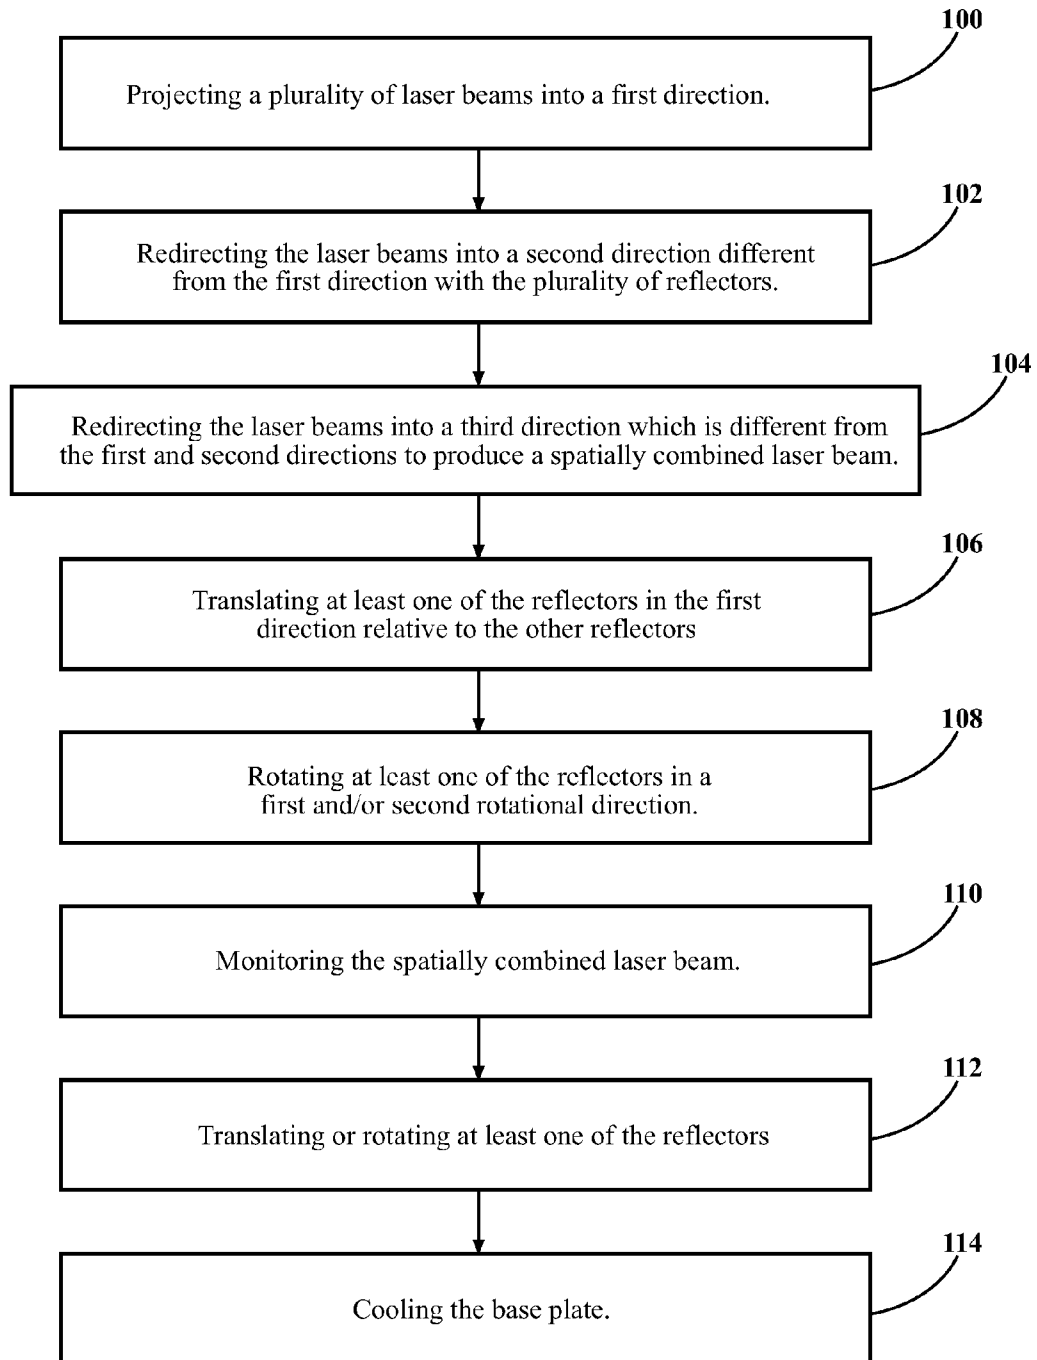 100
Projecting a plurality of laser beams into a first direction.
102
Redirecting the laser beams into a second direction different
from the first direction with the plurality of reflectors.
104
Redirecting the laser beams into a third direction which is different from
the first and second directions to produce a spatially combined laser beam.
106
Translating at least one of the reflectors in the first
direction relative to the other reflectors
108
Rotating at least one of the reflectors in a
first and/or second rotational direction.
110
Monitoring the spatially combined laser beam.
112
Translating or rotating at least one of the reflectors
114
Cooling the base plate.